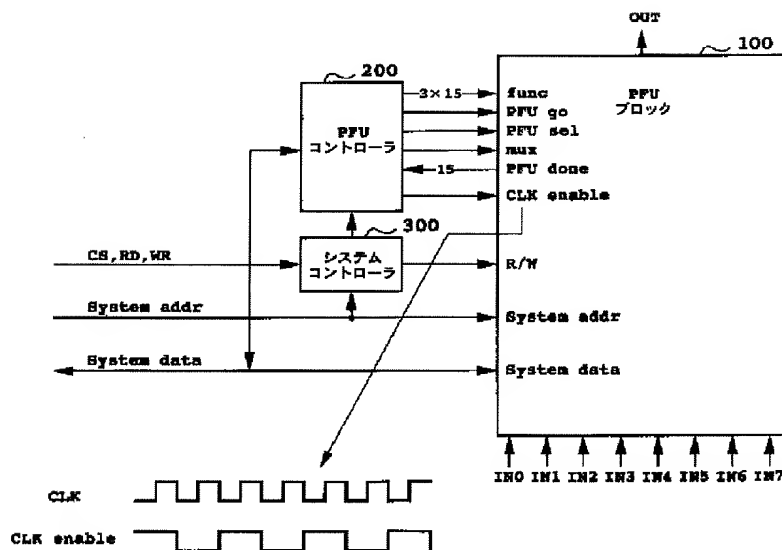 OUT
100
200
3×15
func
PFU
ブロック
PFU go
PFU
コントローラ
PFU sel
mux
15
PFU done
CLK enable
300
CS,RD,WR
システム
コントローラ
R/W
System addr
System addr
System data
System data
IN0 IN1 IN2 IN3 IN4 IN5 IN6 IN7
CLK
CLK enable